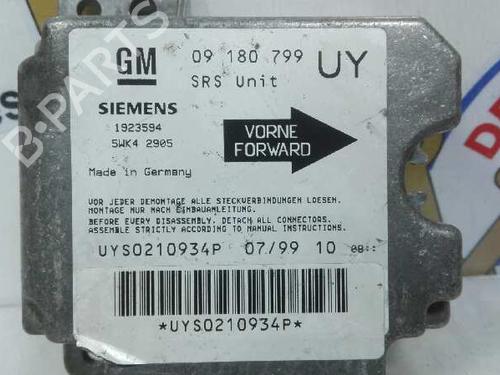 GM
09 180 799 UY
SRS Unit
SIEMENS
1923594
5WK4 2905
VORNE
FORWARD
Made in Germany
VOR JEDER DEMONTAGE ALLE STECKVERBINDUNGEN LOESEN.
MONTAGE NUR NACH EINBAUANLEITUNG.
BEFORE EVERY DISASSEMBLY, DETACH ALL CONNECTORS.
ASSEMBLE STRICTLY ACCORDING TO MANUAL INSTRUCTIONS.
UYS0210934P 07/99 10
*UYS0210934P*
B-PARTS